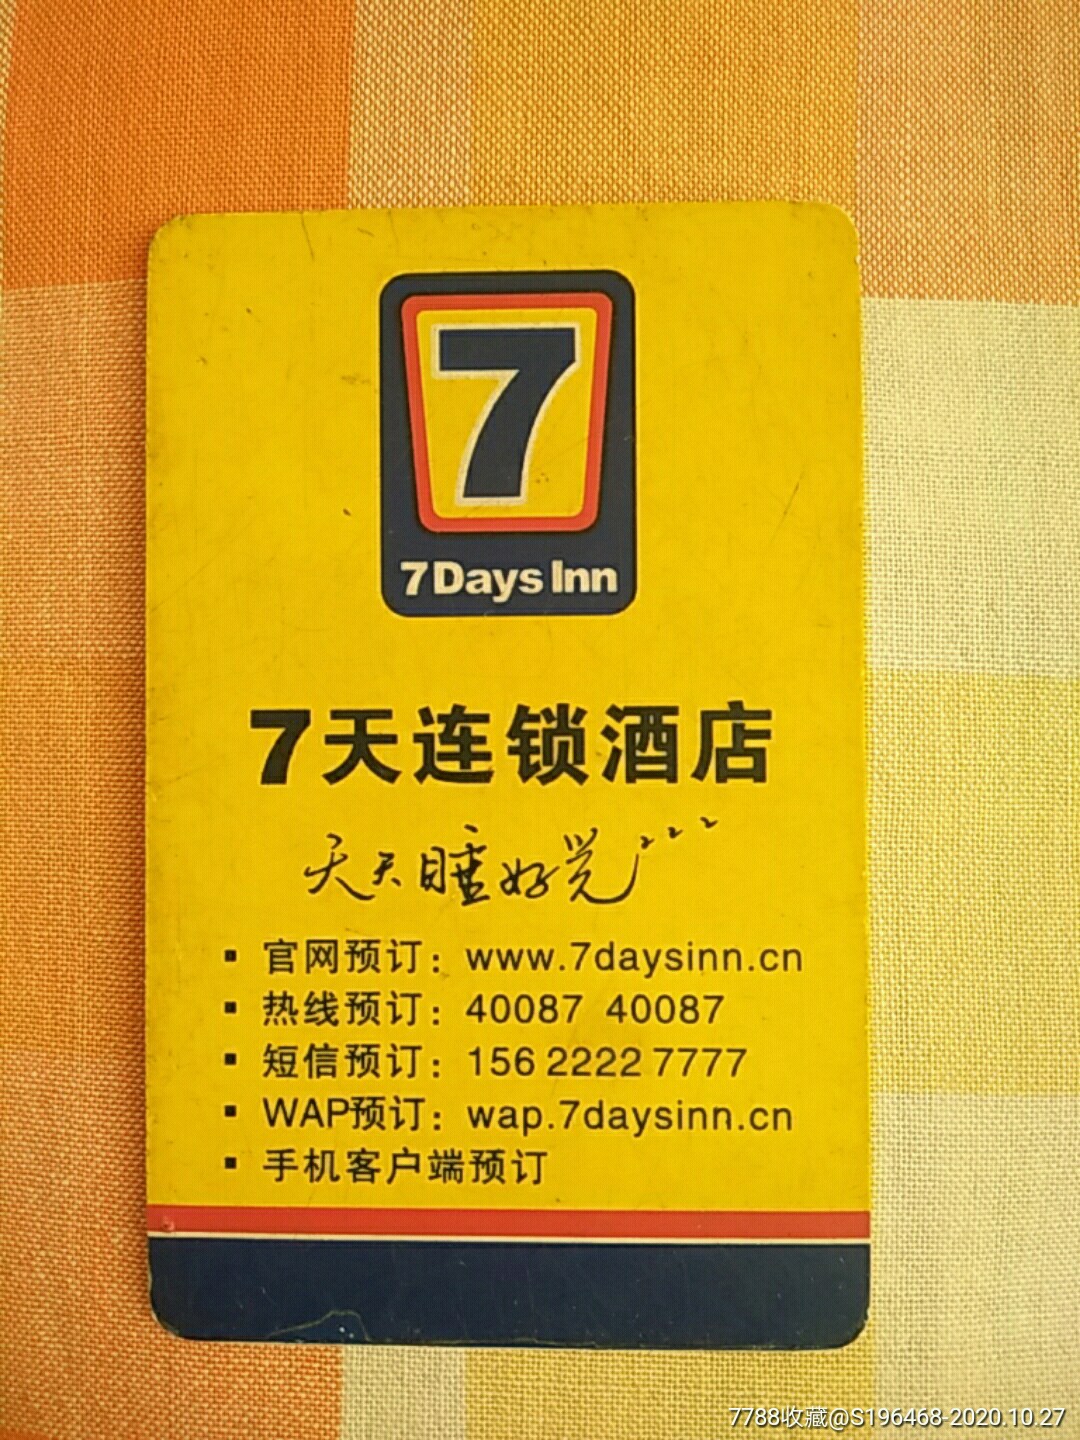 7
7 Days Inn
7天连锁酒店
天天睡好觉zzz
▪ 官网预订：www.7daysinn.cn
▪ 热线预订：40087 40087
▪ 短信预订：156 2222 7777
▪ WAP预订：wap.7daysinn.cn
▪ 手机客户端预订
7788收藏@S196468-2020.10.27